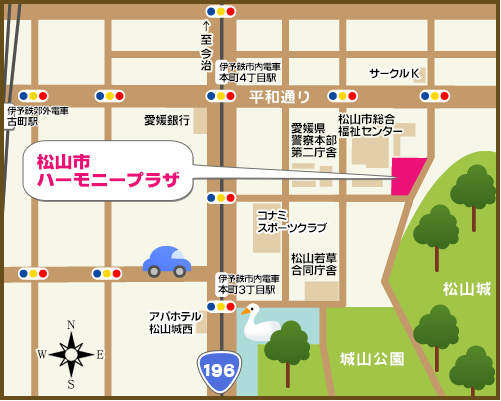 ↑至今治
伊予鉄市内電車
本町4丁目駅
サークルK
平和通り
伊予鉄郊外電車
古町駅
愛媛銀行
愛媛県
警察本部
第二庁舎
松山市総合
福祉センター
松山市
ハーモニープラザ
コナミ
スポーツクラブ
松山若草
合同庁舎
伊予鉄市内電車
本町3丁目駅
松山城
アパホテル
松山城西
城山公園
196
N
W
E
S